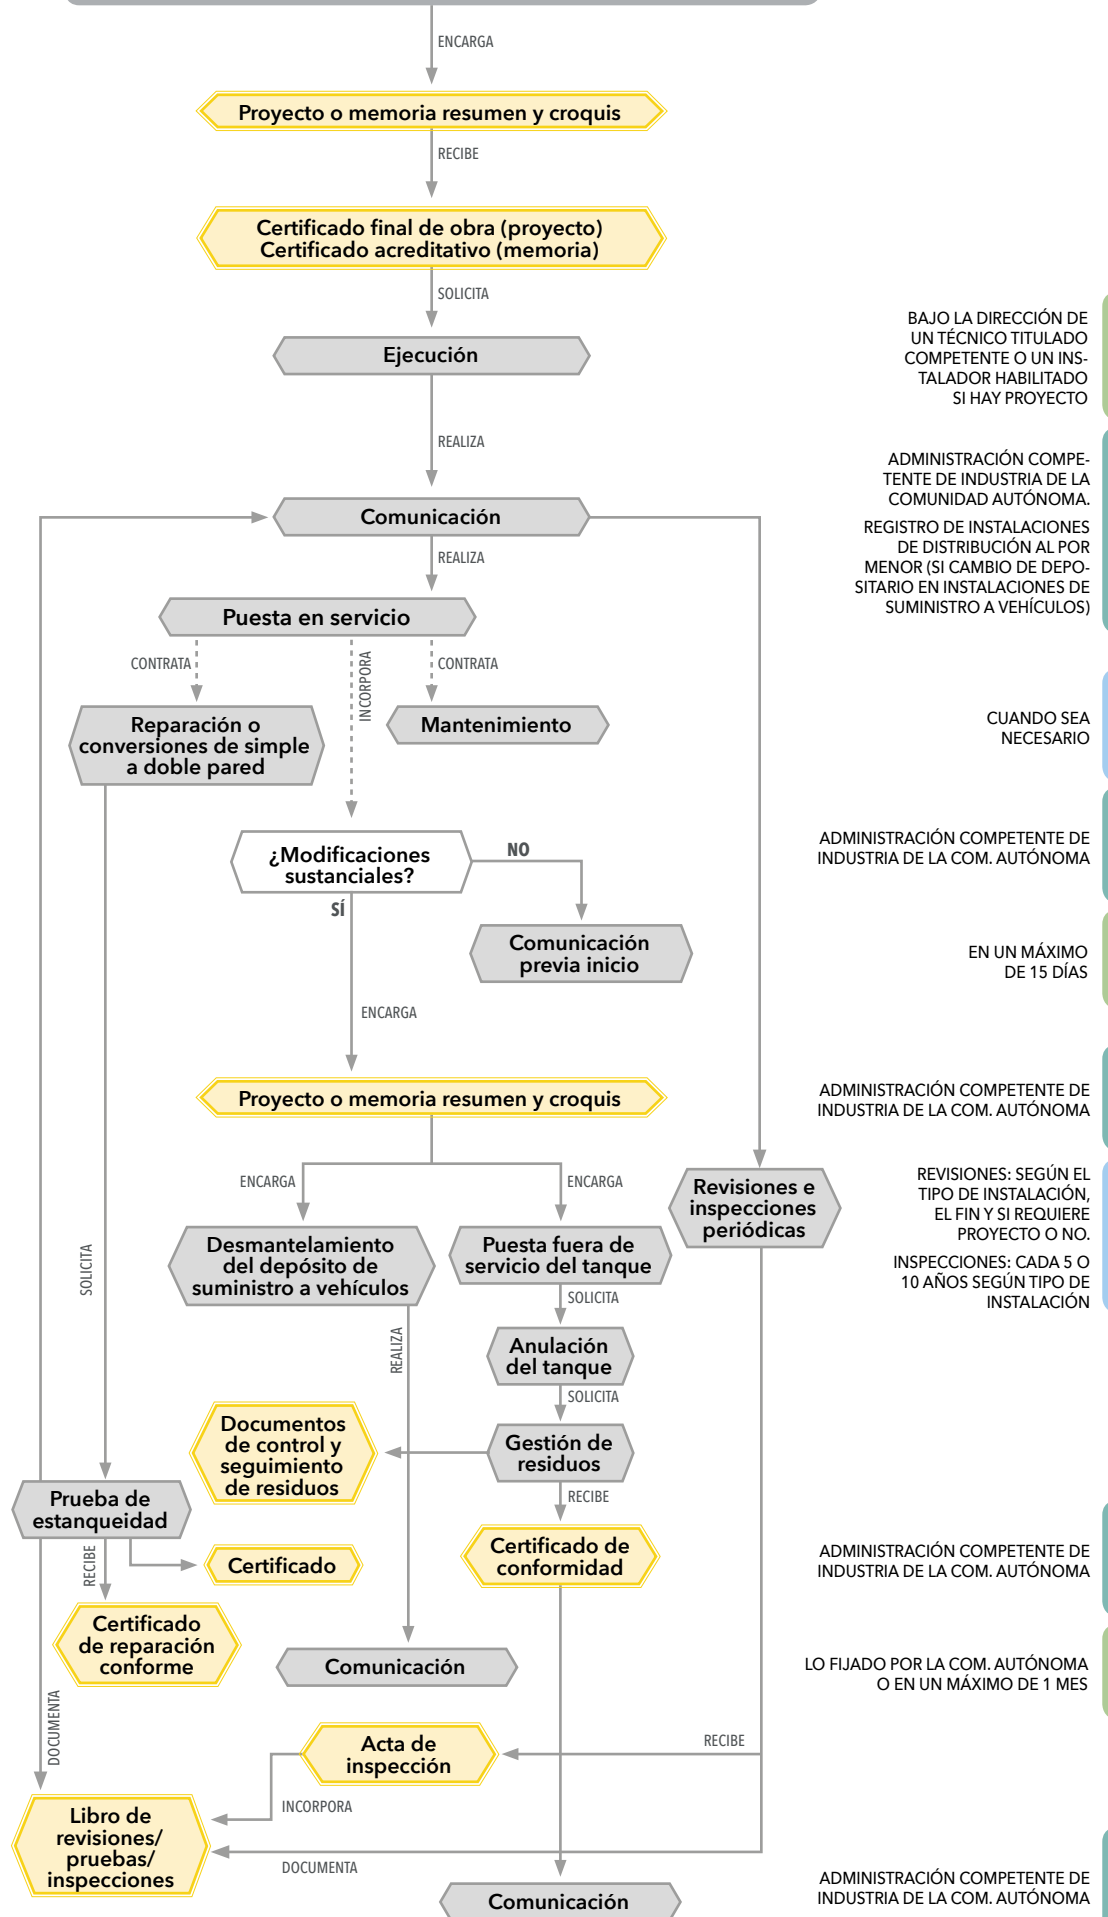 ENCARGA
Proyecto o memoria resumen y croquis
RECIBE
Certificado final de obra (proyecto)
Certificado acreditativo (memoria)
SOLICITA
Ejecución
BAJO LA DIRECCIÓN DE
UN TÉCNICO TITULADO
COMPETENTE O UN INS-
TALADOR HABILITADO
SI HAY PROYECTO
REALIZA
Comunicación
ADMINISTRACIÓN COMPE-
TENTE DE INDUSTRIA DE LA
COMUNIDAD AUTÓNOMA.
REGISTRO DE INSTALACIONES
DE DISTRIBUCIÓN AL POR
MENOR (SI CAMBIO DE DEPO-
SITARIO EN INSTALACIONES DE
SUMINISTRO A VEHÍCULOS)
REALIZA
Puesta en servicio
CONTRATA
INCORPORA
CONTRATA
Reparación o
conversiones de simple
a doble pared
Mantenimiento
CUANDO SEA
NECESARIO
¿Modificaciones
sustanciales?
NO
SÍ
ADMINISTRACIÓN COMPETENTE DE
INDUSTRIA DE LA COM. AUTÓNOMA
Comunicación
previa inicio
EN UN MÁXIMO
DE 15 DÍAS
ENCARGA
Proyecto o memoria resumen y croquis
ADMINISTRACIÓN COMPETENTE DE
INDUSTRIA DE LA COM. AUTÓNOMA
ENCARGA
ENCARGA
Revisiones e
inspecciones
periódicas
REVISIONES: SEGÚN EL
TIPO DE INSTALACIÓN,
EL FIN Y SI REQUIERE
PROYECTO O NO.
INSPECCIONES: CADA 5 O
10 AÑOS SEGÚN TIPO DE
INSTALACIÓN
Desmantelamiento
del depósito de
suministro a vehículos
Puesta fuera de
servicio del tanque
SOLICITA
SOLICITA
REALIZA
Anulación
del tanque
SOLICITA
Documentos
de control y
seguimiento
de residuos
Gestión de
residuos
RECIBE
Prueba de
estanqueidad
RECIBE
Certificado
Certificado de
conformidad
ADMINISTRACIÓN COMPETENTE DE
INDUSTRIA DE LA COM. AUTÓNOMA
Certificado
de reparación
conforme
Comunicación
LO FIJADO POR LA COM. AUTÓNOMA
O EN UN MÁXIMO DE 1 MES
DOCUMENTA
Acta de
inspección
RECIBE
INCORPORA
Libro de
revisiones/
pruebas/
inspecciones
DOCUMENTA
Comunicación
ADMINISTRACIÓN COMPETENTE DE
INDUSTRIA DE LA COM. AUTÓNOMA